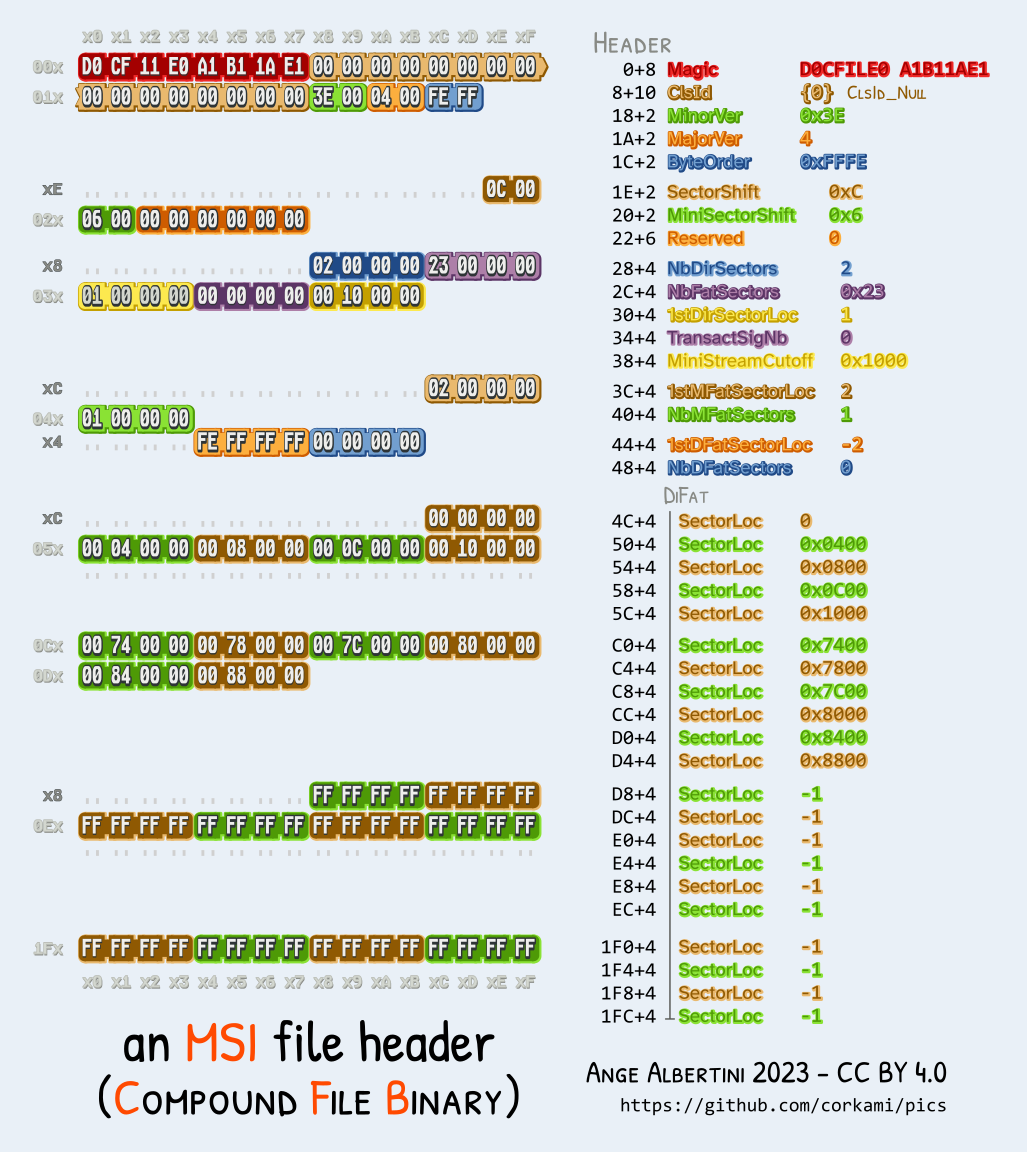 x0 x1 x2 x3 x4 x5 x6 x7 x8 x9 xA xB xC xD xE xF
00x D0 CF 11 E0 A1 B1 1A E1 00 00 00 00 00 00 00 00
01x 00 00 00 00 00 00 00 00 3E 00 04 00 FE FF
xE .. .. .. .. .. .. .. .. .. .. .. .. .. .. 0C 00
02x 06 00 00 00 00 00 00 00
x8 .. .. .. .. .. .. .. .. 02 00 00 00 23 00 00 00
03x 01 00 00 00 00 00 00 00 00 10 00 00
xC .. .. .. .. .. .. .. .. .. .. .. .. 02 00 00 00
04x 01 00 00 00
x4 .. .. .. .. FE FF FF FF 00 00 00 00
xC .. .. .. .. .. .. .. .. .. .. .. .. 00 00 00 00
05x 00 04 00 00 00 08 00 00 00 0C 00 00 00 10 00 00
.. .. .. .. .. .. .. .. .. .. .. .. .. .. .. ..
0Cx 00 74 00 00 00 78 00 00 00 7C 00 00 00 80 00 00
0Dx 00 84 00 00 00 88 00 00
x8 .. .. .. .. .. .. .. .. FF FF FF FF FF FF FF FF
0Ex FF FF FF FF FF FF FF FF FF FF FF FF FF FF FF FF
.. .. .. .. .. .. .. .. .. .. .. .. .. .. .. ..
1Fx FF FF FF FF FF FF FF FF FF FF FF FF FF FF FF FF
x0 x1 x2 x3 x4 x5 x6 x7 x8 x9 xA xB xC xD xE xF
an MSI file header
(Compound File Binary)
Header
0+8 Magic D0CFILE0 A1B11AE1
8+10 ClsId {0} ClsId_Null
18+2 MinorVer 0x3E
1A+2 MajorVer 4
1C+2 ByteOrder 0xFFFE
1E+2 SectorShift 0xC
20+2 MiniSectorShift 0x6
22+6 Reserved 0
28+4 NbDirSectors 2
2C+4 NbFatSectors 0x23
30+4 1stDirSectorLoc 1
34+4 TransactSigNb 0
38+4 MiniStreamCutoff 0x1000
3C+4 1stMFatSectorLoc 2
40+4 NbMFatSectors 1
44+4 1stDFatSectorLoc -2
48+4 NbDFatSectors 0
DiFat
4C+4 SectorLoc 0
50+4 SectorLoc 0x0400
54+4 SectorLoc 0x0800
58+4 SectorLoc 0x0C00
5C+4 SectorLoc 0x1000
C0+4 SectorLoc 0x7400
C4+4 SectorLoc 0x7800
C8+4 SectorLoc 0x7C00
CC+4 SectorLoc 0x8000
D0+4 SectorLoc 0x8400
D4+4 SectorLoc 0x8800
D8+4 SectorLoc -1
DC+4 SectorLoc -1
E0+4 SectorLoc -1
E4+4 SectorLoc -1
E8+4 SectorLoc -1
EC+4 SectorLoc -1
1F0+4 SectorLoc -1
1F4+4 SectorLoc -1
1F8+4 SectorLoc -1
1FC+4 SectorLoc -1
Ange Albertini 2023 – CC BY 4.0
https://github.com/corkami/pics